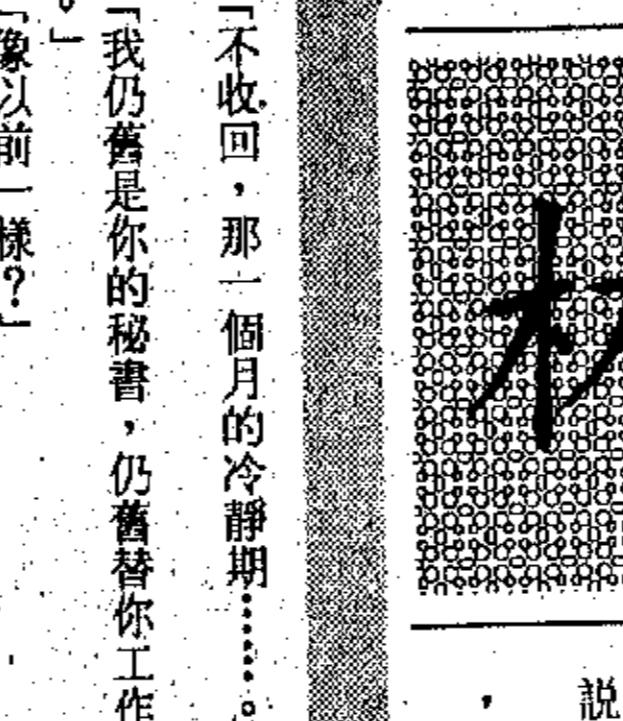 説
，
「不收回，那一個月的冷靜期……。
「我仍舊是你的秘書，仍舊替你工作
。」
「像以前一樣？」